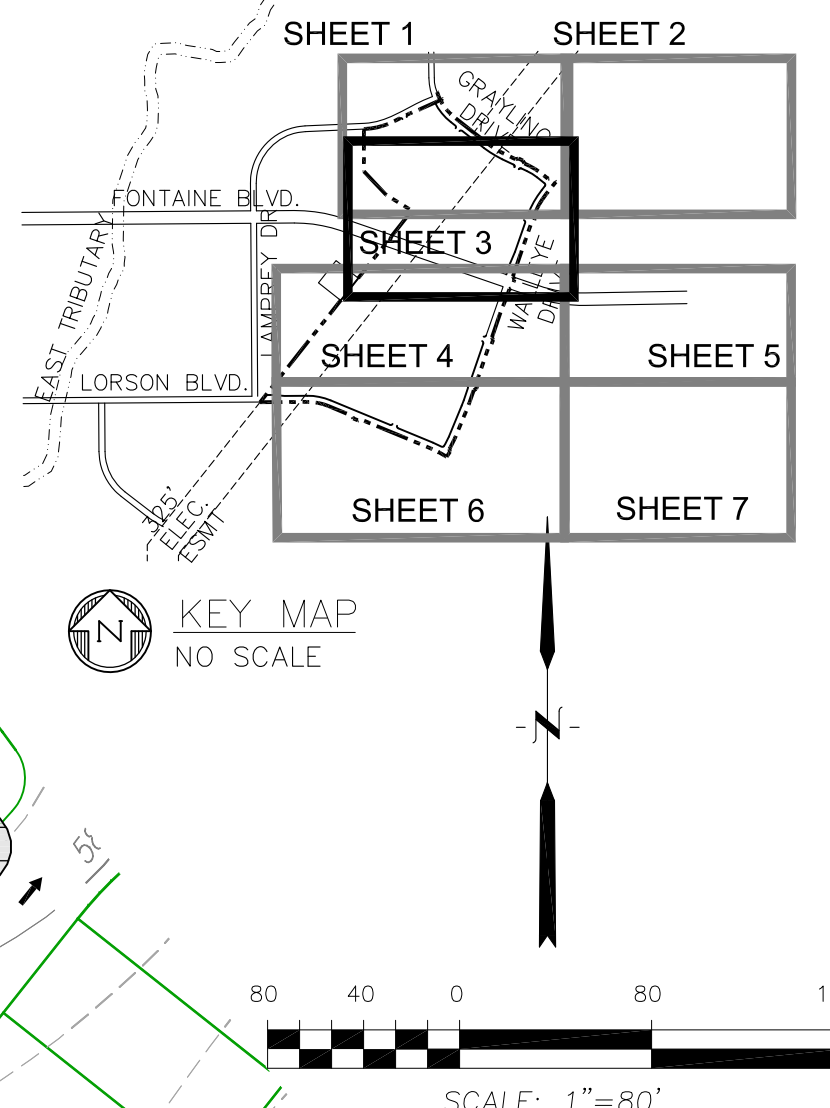 SHEET 1
SHEET 2
GRAYLING
DRIVE
FONTAINE BLVD.
SHEET 3
LAMPREY DR
EAST TRIBUTARY
WALLEYE
DR.
SHEET 4
SHEET 5
LORSON BLVD.
SHEET 6
SHEET 7
325'
ELEC.
ESMT
N
KEY MAP
NO SCALE
N
80 40 0 80
SCALE: 1"=80'